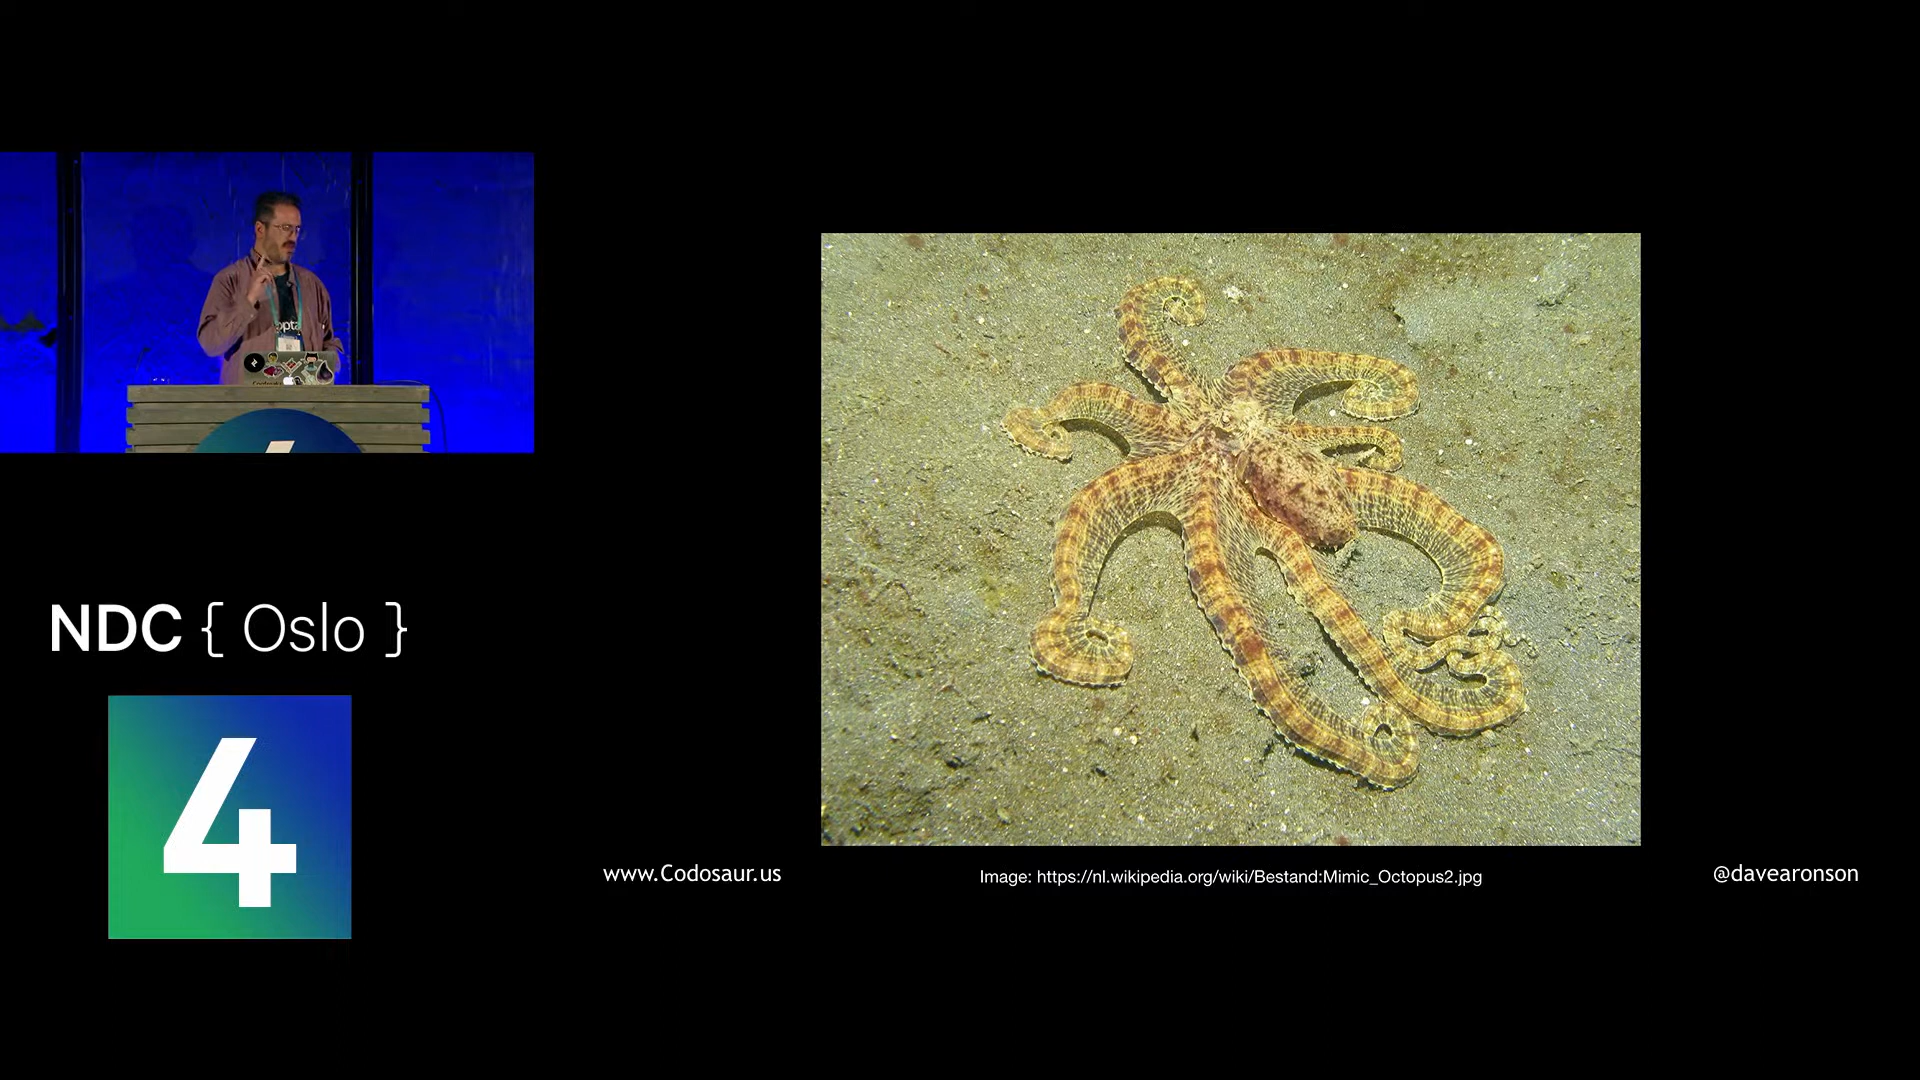 NDC { Oslo }
4
www.Codosaur.us
Image: https://nl.wikipedia.org/wiki/Bestand:Mimic_Octopus2.jpg
@davearonson